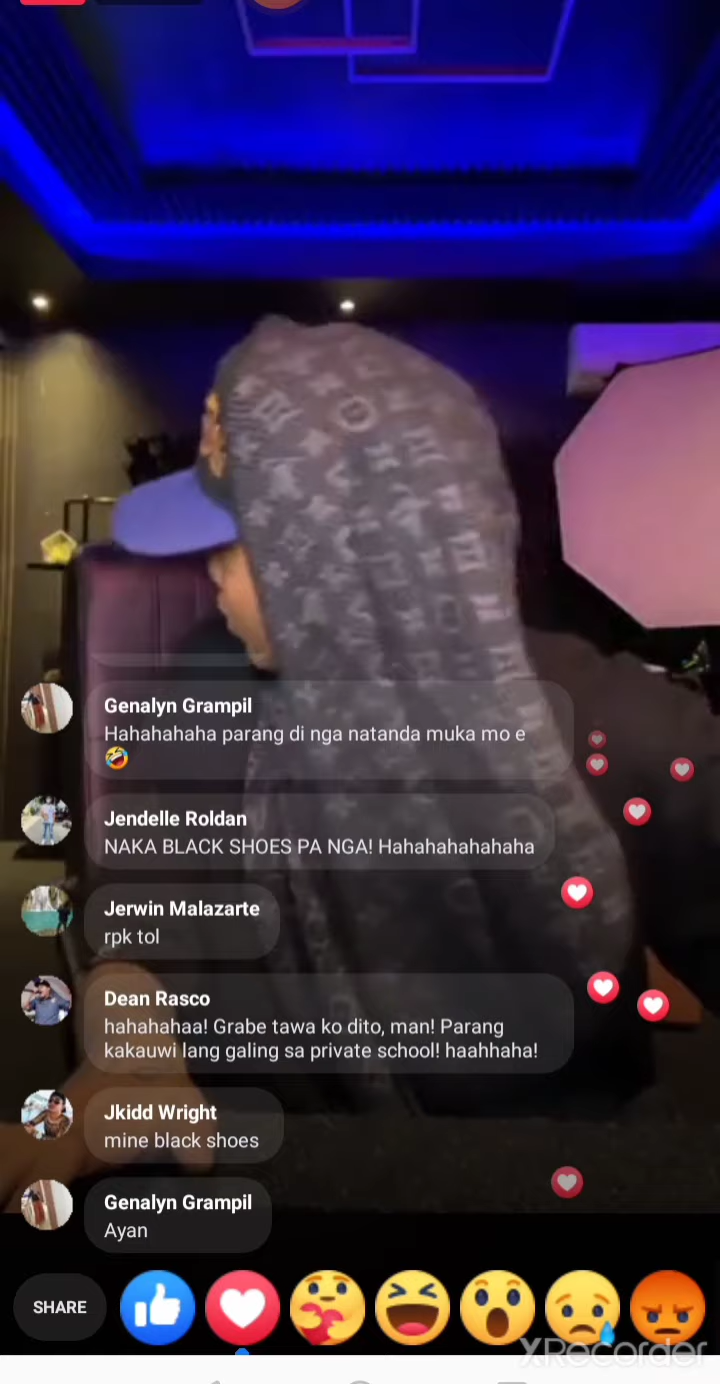 Genalyn Grampil
Hahahahaha parang di nga natanda muka mo e
🤣
Jendelle Roldan
NAKA BLACK SHOES PA NGA! Hahahahahahaha
Jerwin Malazarte
rpk tol
Dean Rasco
hahahahaa! Grabe tawa ko dito, man! Parang
kakauwi lang galing sa private school! haahhaha!
Jkidd Wright
mine black shoes
Genalyn Grampil
Ayan
SHARE
XRecorder